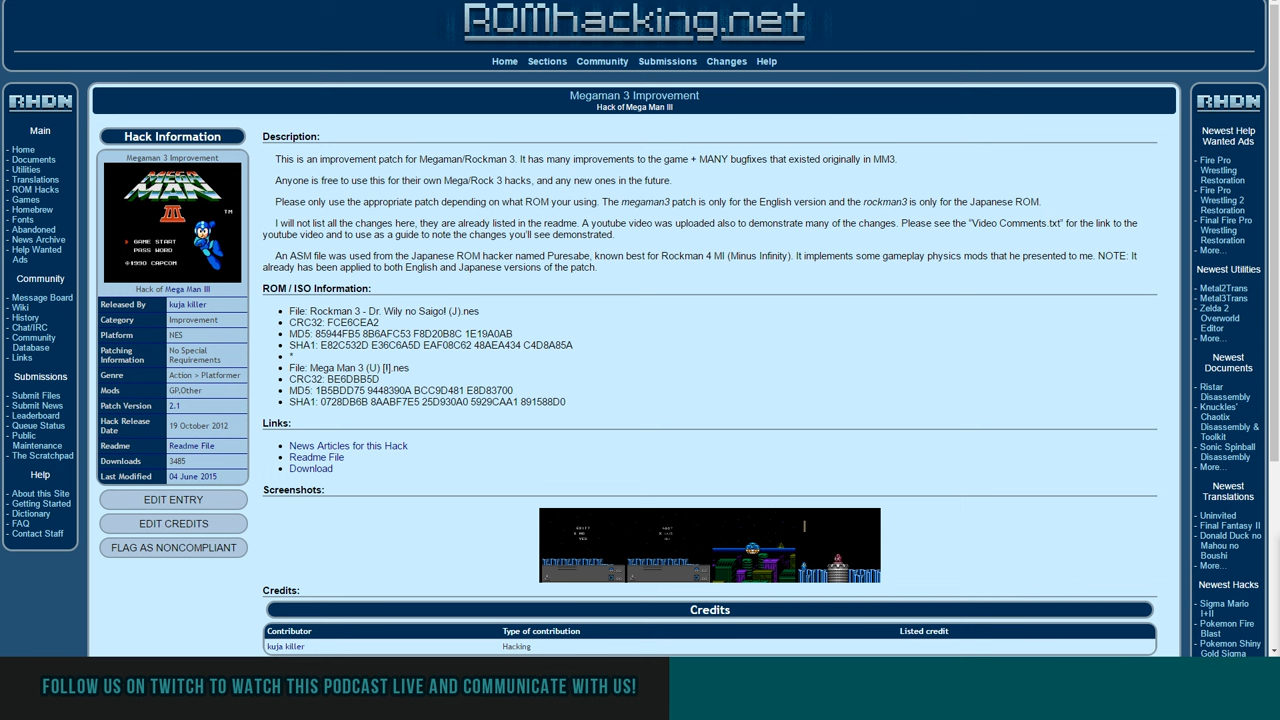 ROMhacking.net
Home Sections Community Submissions Changes Help
RHDN
Main
- Home
- Documents
- Utilities
- Translations
- ROM Hacks
- Games
- Homebrew
- Fonts
- Abandoned
- News Archive
- Help Wanted
Ads
Community
- Message Board
- Wiki
- History
- Chat/IRC
- Community
Database
- Links
Submissions
- Submit Files
- Submit News
- Leaderboard
- Queue Status
- Public
Maintenance
- The Scratchpad
Help
- About this Site
- Getting Started
- Dictionary
- FAQ
- Contact Staff
Megaman 3 Improvement
Hack of Mega Man III
Hack Information
Megaman 3 Improvement
MEGA
MAN
III
TM
GAME START
PASS WORD
©1990 CAPCOM
Hack of Mega Man III
Released By kuja killer
Category Improvement
Platform NES
Patching
Information
No Special
Requirements
Genre Action > Platformer
Mods GP,Other
Patch Version 2.1
Hack Release
Date
19 October 2012
Readme Readme File
Downloads 3485
Last Modified 04 June 2015
EDIT ENTRY
EDIT CREDITS
FLAG AS NONCOMPLIANT
Description:
This is an improvement patch for Megaman/Rockman 3. It has many improvements to the game + MANY bugfixes that existed originally in MM3.
Anyone is free to use this for their own Mega/Rock 3 hacks, and any new ones in the future.
Please only use the appropriate patch depending on what ROM your using. The megaman3 patch is only for the English version and the rockman3 is only for the Japanese ROM.
I will not list all the changes here, they are already listed in the readme. A youtube video was uploaded also to demonstrate many of the changes. Please see the "Video Comments.txt" for the link to the
youtube video and to use as a guide to note the changes you'll see demonstrated.
An ASM file was used from the Japanese ROM hacker named Puresabe, known best for Rockman 4 MI (Minus Infinity). It implements some gameplay physics mods that he presented to me. NOTE: It
already has been applied to both English and Japanese versions of the patch.
ROM / ISO Information:
• File: Rockman 3 - Dr. Wily no Saigo! (J).nes
• CRC32: FCE6CEA2
• MD5: 85944FB5 8B6AFC53 F8D20B8C 1E19A0AB
• SHA1: E82C532D E36C6A5D EAF08C62 48AEA434 C4D8A85A
• *
• File: Mega Man 3 (U) [!].nes
• CRC32: BE6DBB5D
• MD5: 1B5BDD75 9448390A BCC9D481 E8D83700
• SHA1: 0728DB6B 8AABF7E5 25D930A0 5929CAA1 891588D0
Links:
• News Articles for this Hack
• Readme File
• Download
Screenshots:
Credits:
Credits
Contributor Type of contribution Listed credit
kuja killer Hacking
RHDN
Newest Help
Wanted Ads
- Fire Pro
Wrestling
Restoration
- Fire Pro
Wrestling 2
Restoration
- Final Fire Pro
Wrestling
Restoration
- More...
Newest Utilities
- Metal2Trans
- Metal3Trans
- Zelda 2
Overworld
Editor
- More...
Newest
Documents
- Ristar
Disassembly
- Knuckles'
Chaotix
Disassembly &
Toolkit
- Sonic Spinball
Disassembly
- More...
Newest
Translations
- Uninvited
- Final Fantasy II
- Donald Duck no
Mahou no
Boushi
- More...
Newest Hacks
- Sigma Mario
I+II
- Pokemon Fire
Blast
- Pokemon Shiny
Gold Sigma
FOLLOW US ON TWITCH TO WATCH THIS PODCAST LIVE AND COMMUNICATE WITH US!